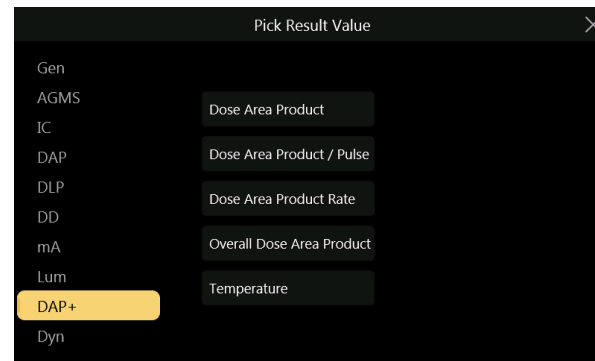 Pick Result Value
Gen
AGMS
IC
DAP
DLP
DD
mA
Lum
DAP+
Dyn
Dose Area Product
Dose Area Product / Pulse
Dose Area Product Rate
Overall Dose Area Product
Temperature